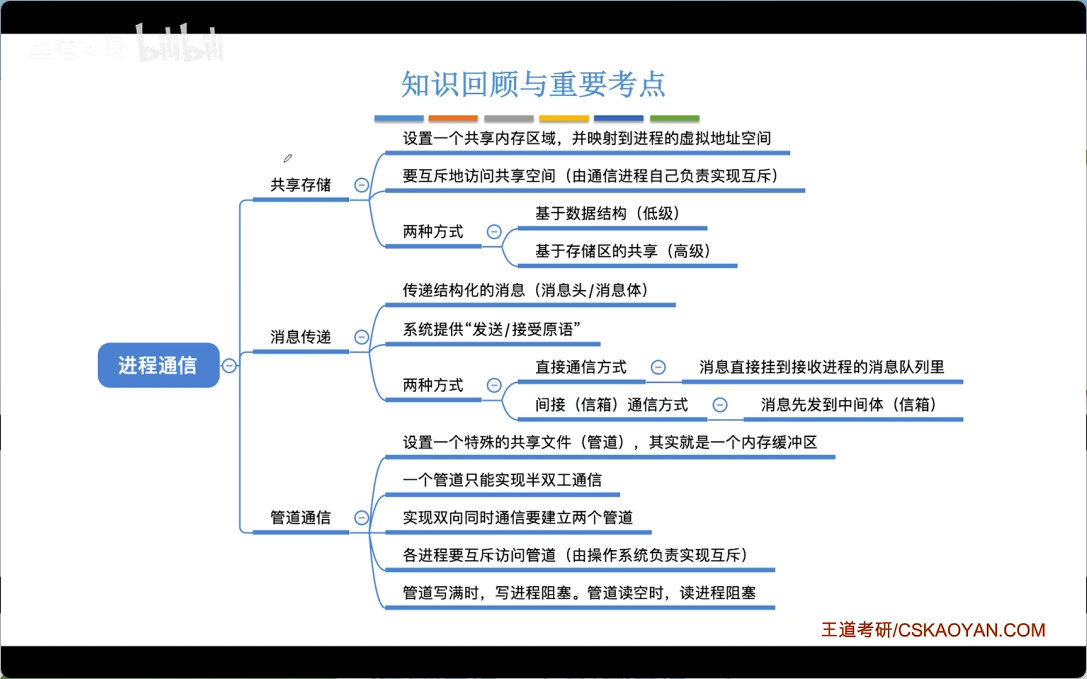 bilibili
知识回顾与重要考点
进程通信
共享存储
设置一个共享内存区域，并映射到进程的虚拟地址空间
要互斥地访问共享空间（由通信进程自己负责实现互斥）
两种方式
基于数据结构（低级）
基于存储区的共享（高级）
消息传递
传递结构化的消息（消息头/消息体）
系统提供“发送/接受原语”
两种方式
直接通信方式
消息直接挂到接收进程的消息队列里
间接（信箱）通信方式
消息先发到中间体（信箱）
管道通信
设置一个特殊的共享文件（管道），其实就是一个内存缓冲区
一个管道只能实现半双工通信
实现双向同时通信要建立两个管道
各进程要互斥访问管道（由操作系统负责实现互斥）
管道写满时，写进程阻塞。管道读空时，读进程阻塞
王道考研/CSKAOYAN.COM